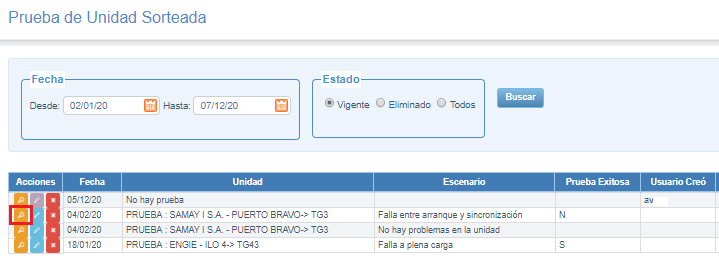 Prueba de Unidad Sorteada
Fecha Estado
Desde: 02/01/20 Hasta: 07/12/20 Vigente Eliminado Todos Buscar
Acciones Fecha Unidad Escenario Prueba Exitosa Usuario Creó
05/12/20 No hay prueba av
04/02/20 PRUEBA : SAMAY I S.A. - PUERTO BRAVO-> TG3 Falla entre arranque y sincronización N
04/02/20 PRUEBA : SAMAY I S.A. - PUERTO BRAVO-> TG3 No hay problemas en la unidad
18/01/20 PRUEBA : ENGIE - ILO 4-> TG43 Falla a plena carga S